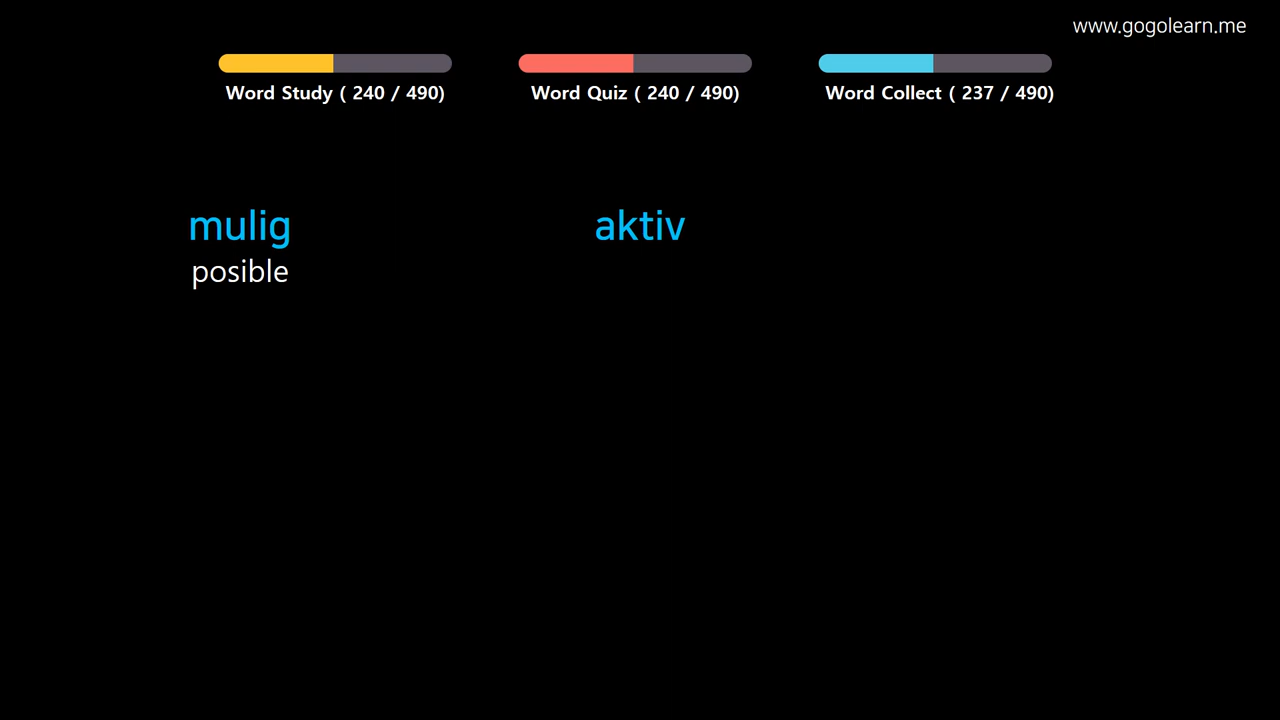 www.gogolearn.me
Word Study ( 240 / 490)
Word Quiz ( 240 / 490)
Word Collect ( 237 / 490)
mulig
aktiv
posible